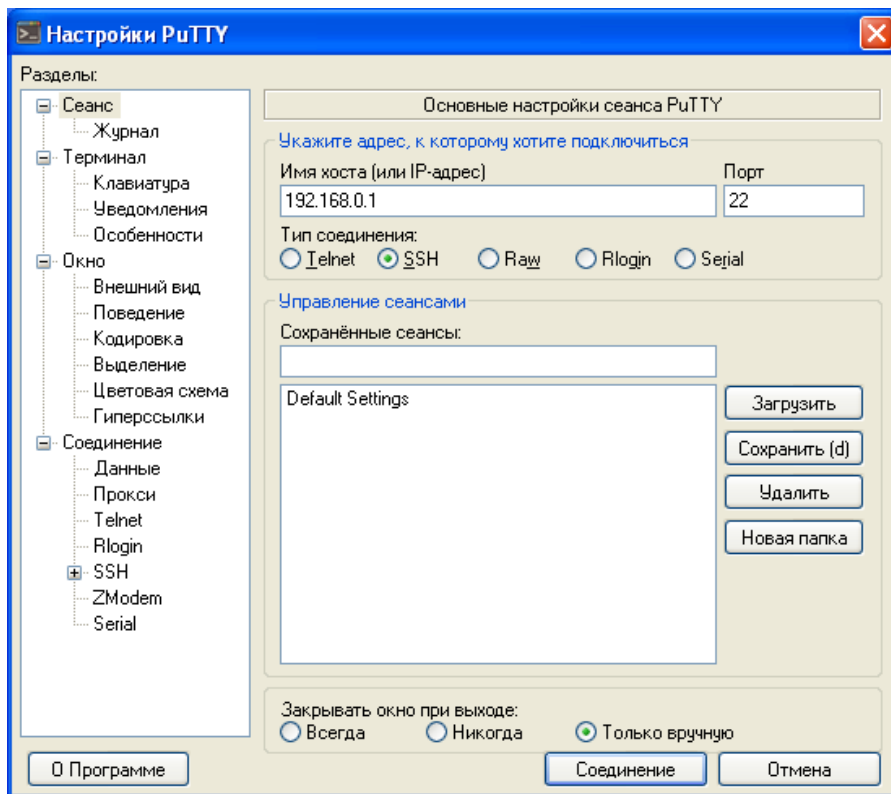 Настройки PuTTY
Разделы:
Сеанс
Журнал
Терминал
Клавиатура
Уведомления
Особенности
Окно
Внешний вид
Поведение
Кодировка
Выделение
Цветовая схема
Гиперссылки
Соединение
Данные
Прокси
Telnet
Rlogin
SSH
ZModem
Serial
Основные настройки сеанса PuTTY
Укажите адрес, к которому хотите подключиться
Имя хоста (или IP-адрес) Порт
192.168.0.1 22
Тип соединения:
Telnet SSH Raw Rlogin Serial
Управление сеансами
Сохранённые сеансы:
Default Settings
Загрузить
Сохранить (d)
Удалить
Новая папка
Закрывать окно при выходе:
Всегда Никогда Только вручную
О Программе Соединение Отмена